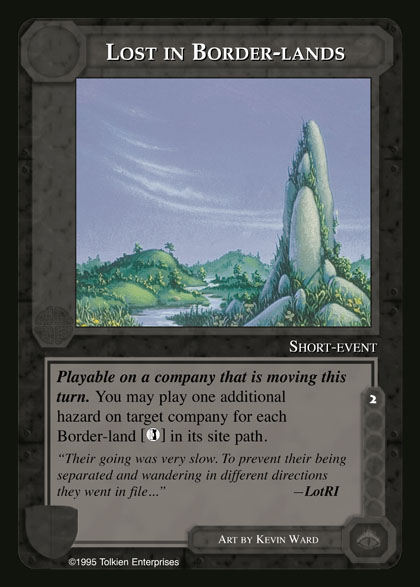 Lost in Border-lands
Short-event
Playable on a company that is moving this
turn. You may play one additional
hazard on target company for each
Border-land [] in its site path.
2
“Their going was very slow. To prevent their being
separated and wandering in different directions
they went in file…” –LotRI
Art by Kevin Ward
©1995 Tolkien Enterprises